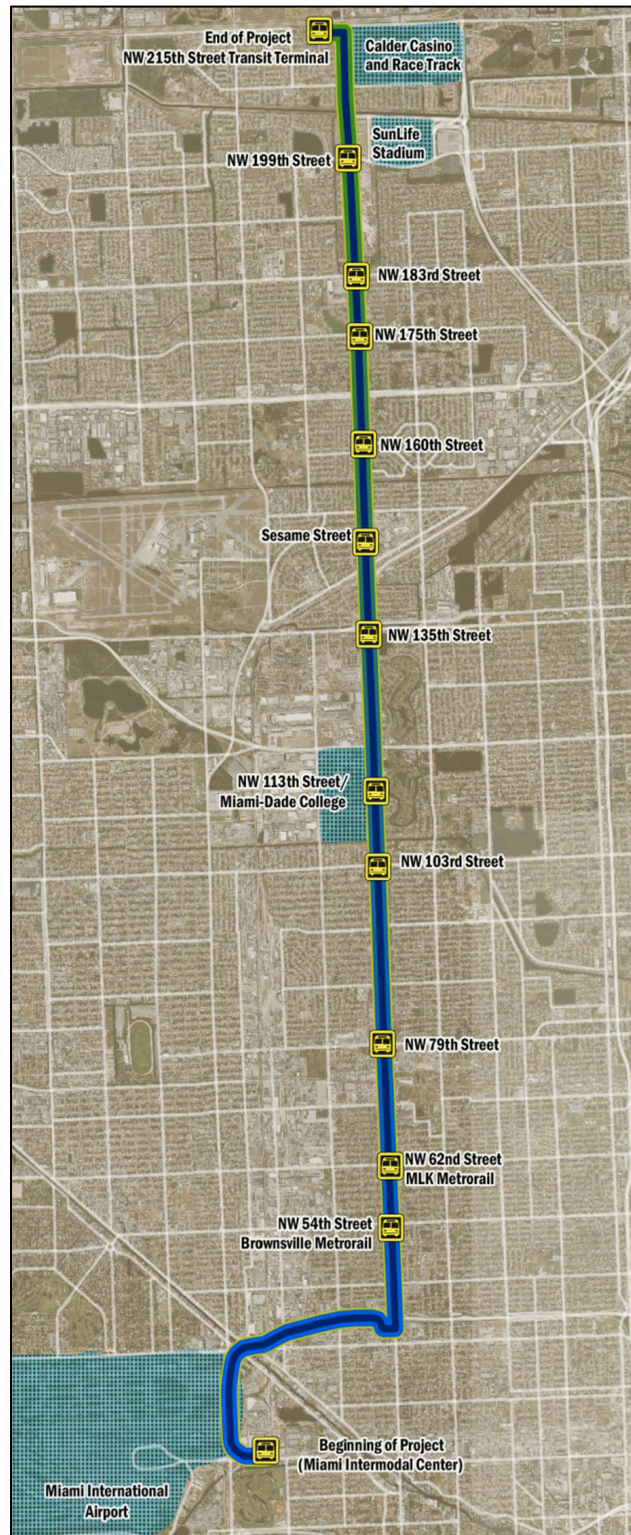 End of Project
NW 215th Street Transit Terminal
Calder Casino
and Race Track
SunLife
Stadium
NW 199th Street
NW 183rd Street
NW 175th Street
NW 160th Street
Sesame Street
NW 135th Street
NW 113th Street/
Miami-Dade College
NW 103rd Street
NW 79th Street
NW 62nd Street
MLK Metrorail
NW 54th Street
Brownsville Metrorail
Beginning of Project
(Miami Intermodal Center)
Miami International
Airport